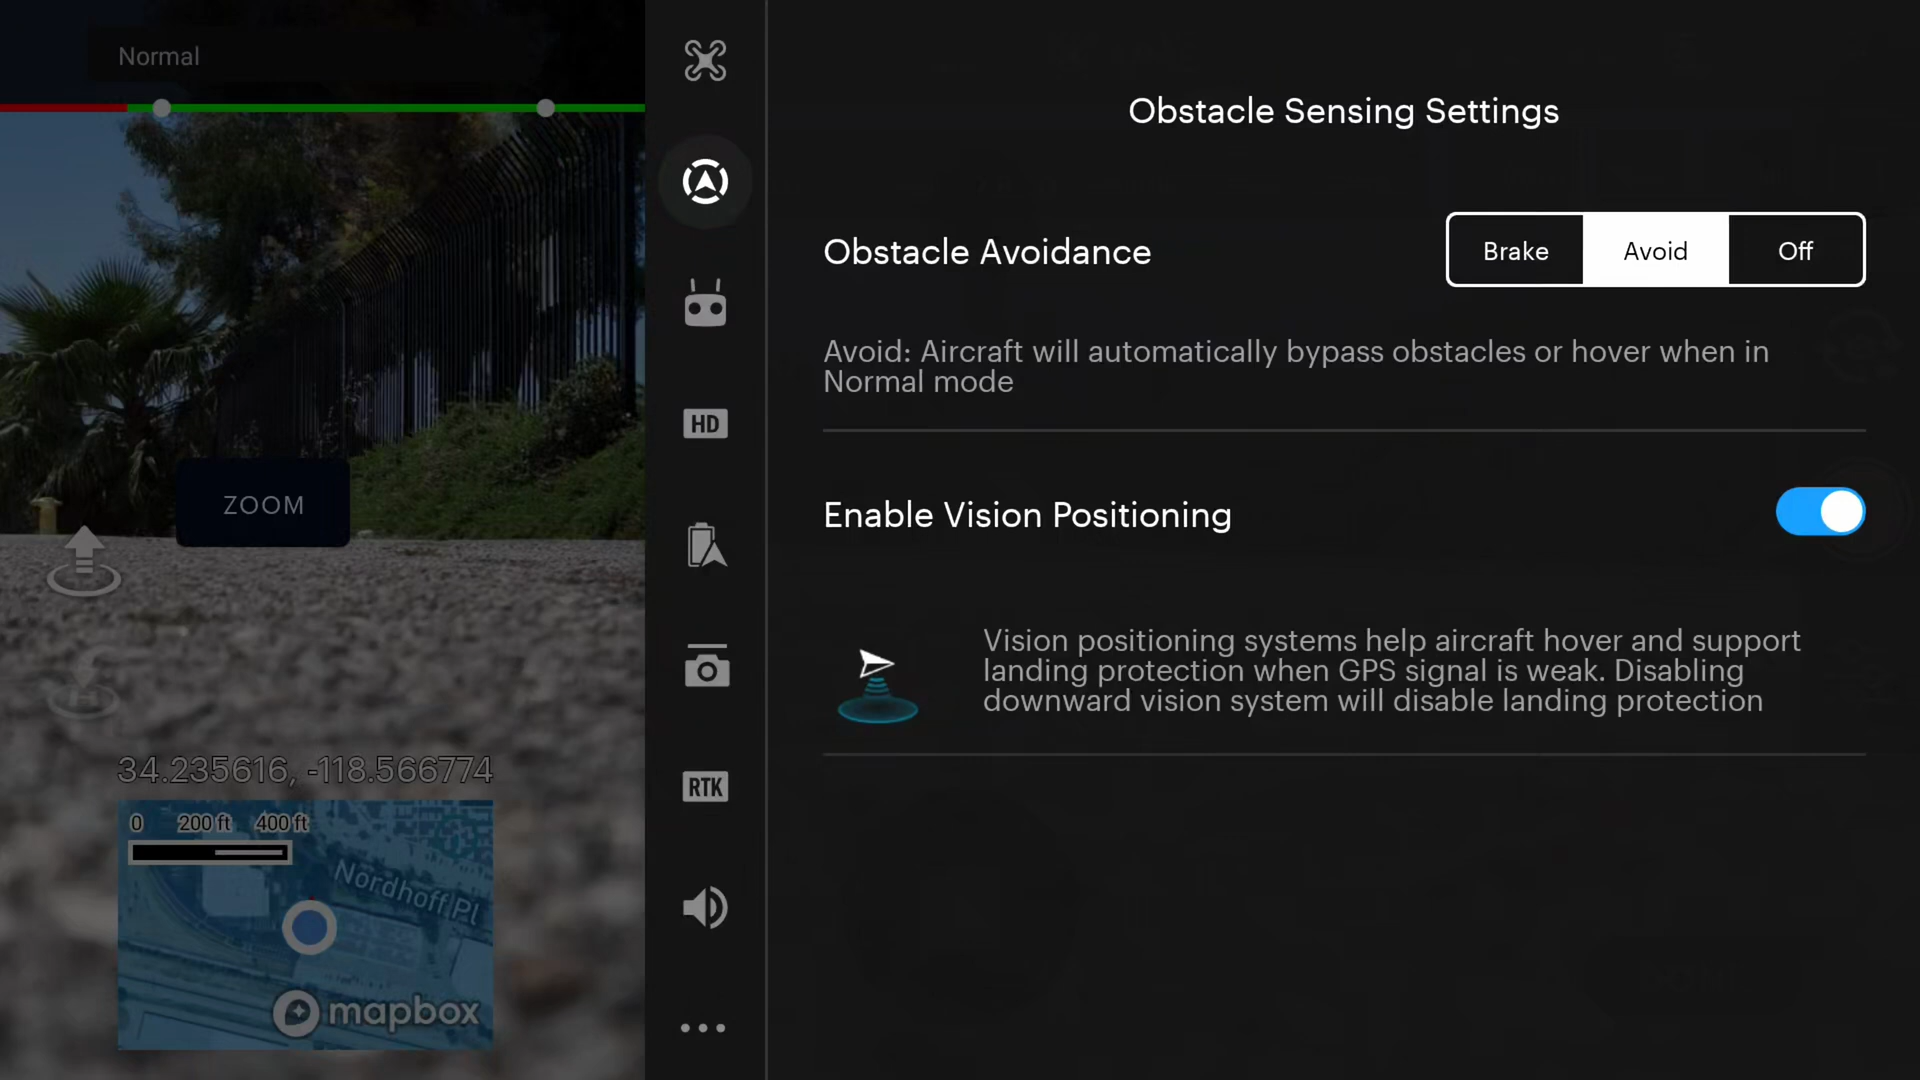 Normal
ZOOM
34.235616, -118.566774
0 200 ft 400 ft
Nordhoff Pl
mapbox
HD
RTK
Obstacle Sensing Settings
Obstacle Avoidance
Brake Avoid Off
Avoid: Aircraft will automatically bypass obstacles or hover when in
Normal mode
Enable Vision Positioning
Vision positioning systems help aircraft hover and support
landing protection when GPS signal is weak. Disabling
downward vision system will disable landing protection